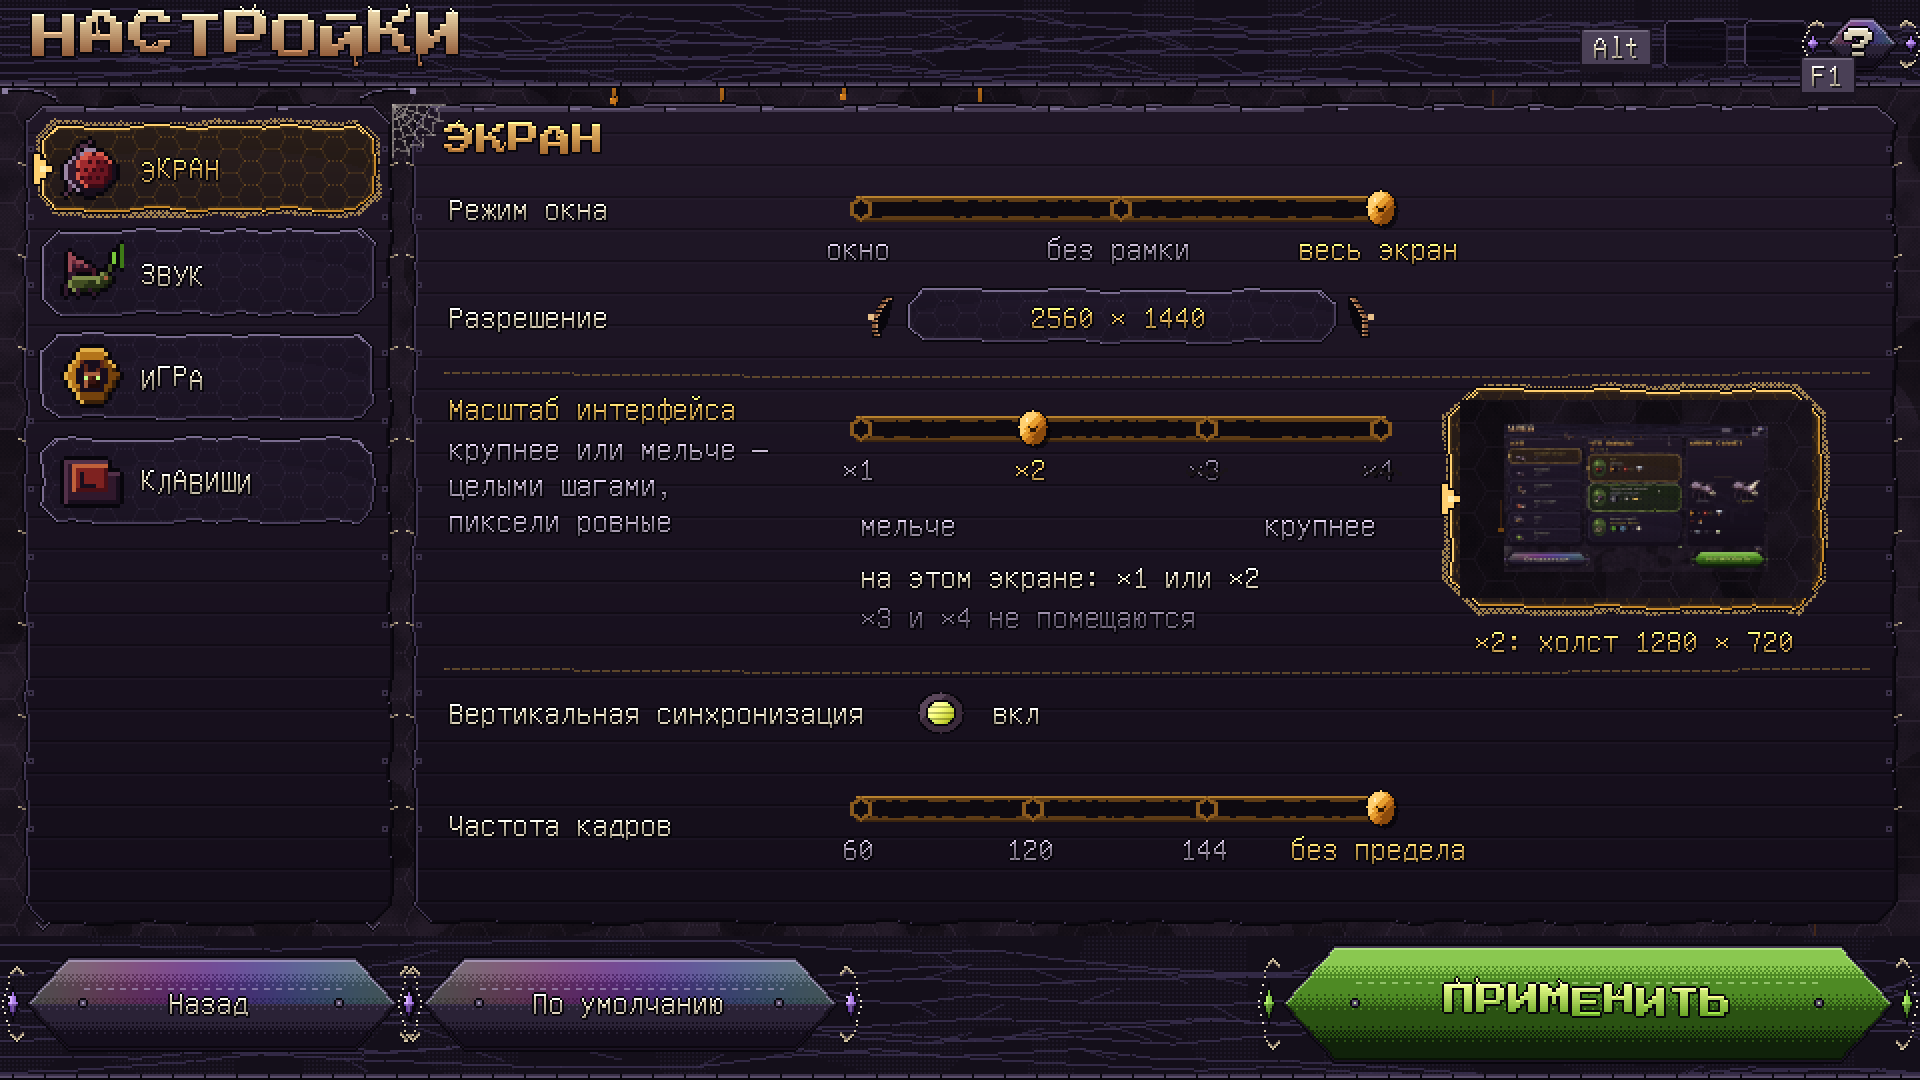 НАСТРОЙКИ
Alt
F1
ЭКРАН
ЗВУК
ИГРА
КЛАВИШИ
ЭКРАН
Режим окна
окно
без рамки
весь экран
Разрешение
2560 × 1440
Масштаб интерфейса
крупнее или мельче —
целыми шагами,
пиксели ровные
×1
×2
×3
×4
мельче
крупнее
на этом экране: ×1 или ×2
×3 и ×4 не помещаются
×2: холст 1280 × 720
Вертикальная синхронизация
вкл
Частота кадров
60
120
144
без предела
Назад
По умолчанию
ПРИМЕНИТЬ